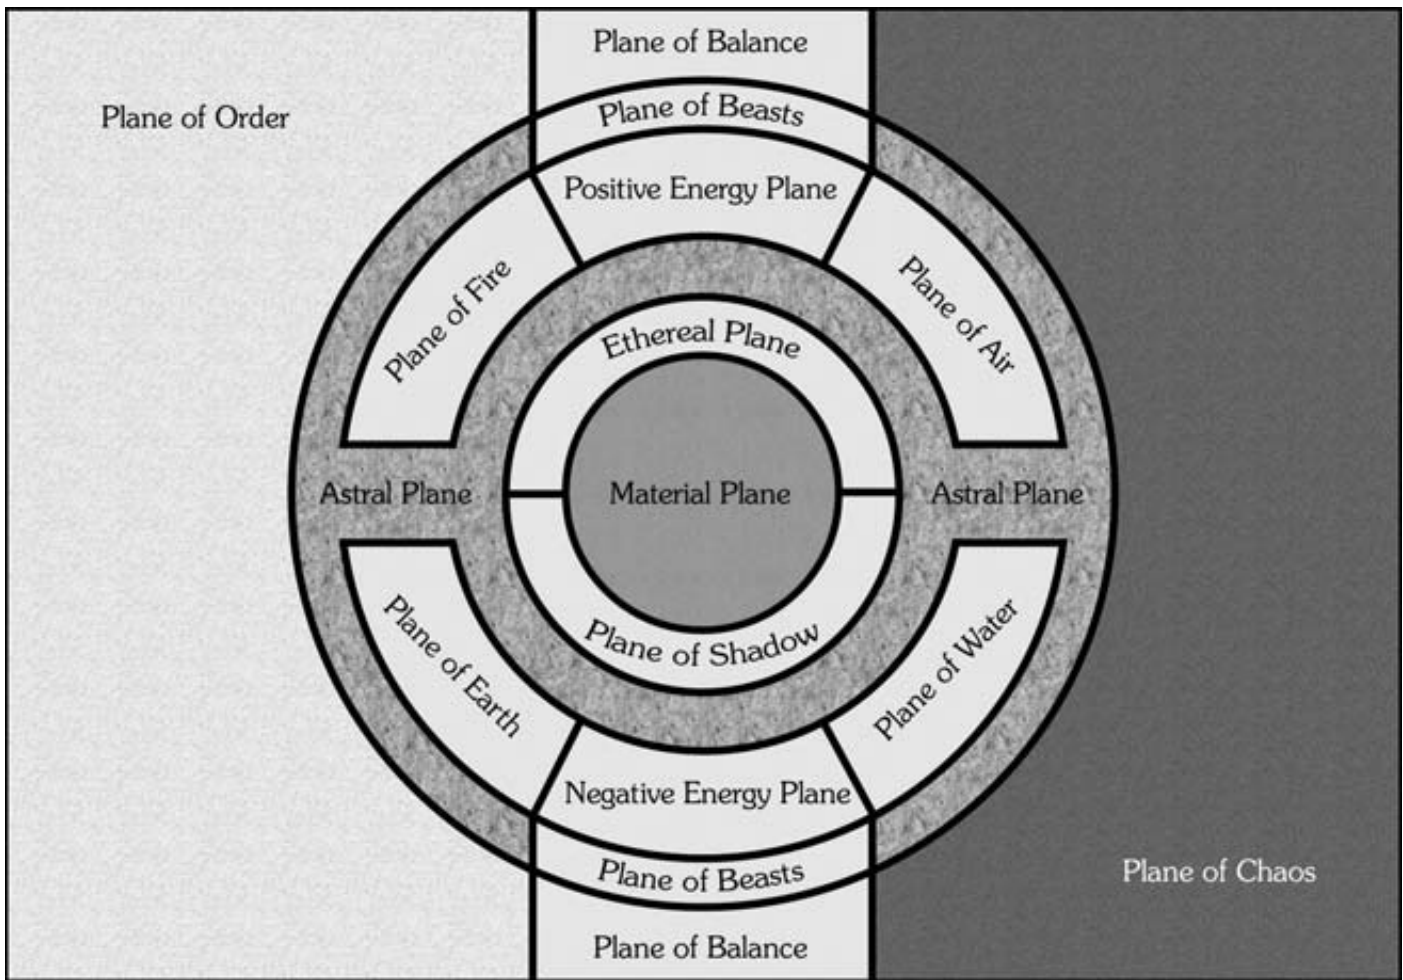 Plane of Balance
Plane of Order
Plane of Beasts
Positive Energy Plane
Plane of Fire
Plane of Air
Ethereal Plane
Astral Plane
Material Plane
Astral Plane
Plane of Shadow
Plane of Earth
Plane of Water
Negative Energy Plane
Plane of Beasts
Plane of Chaos
Plane of Balance